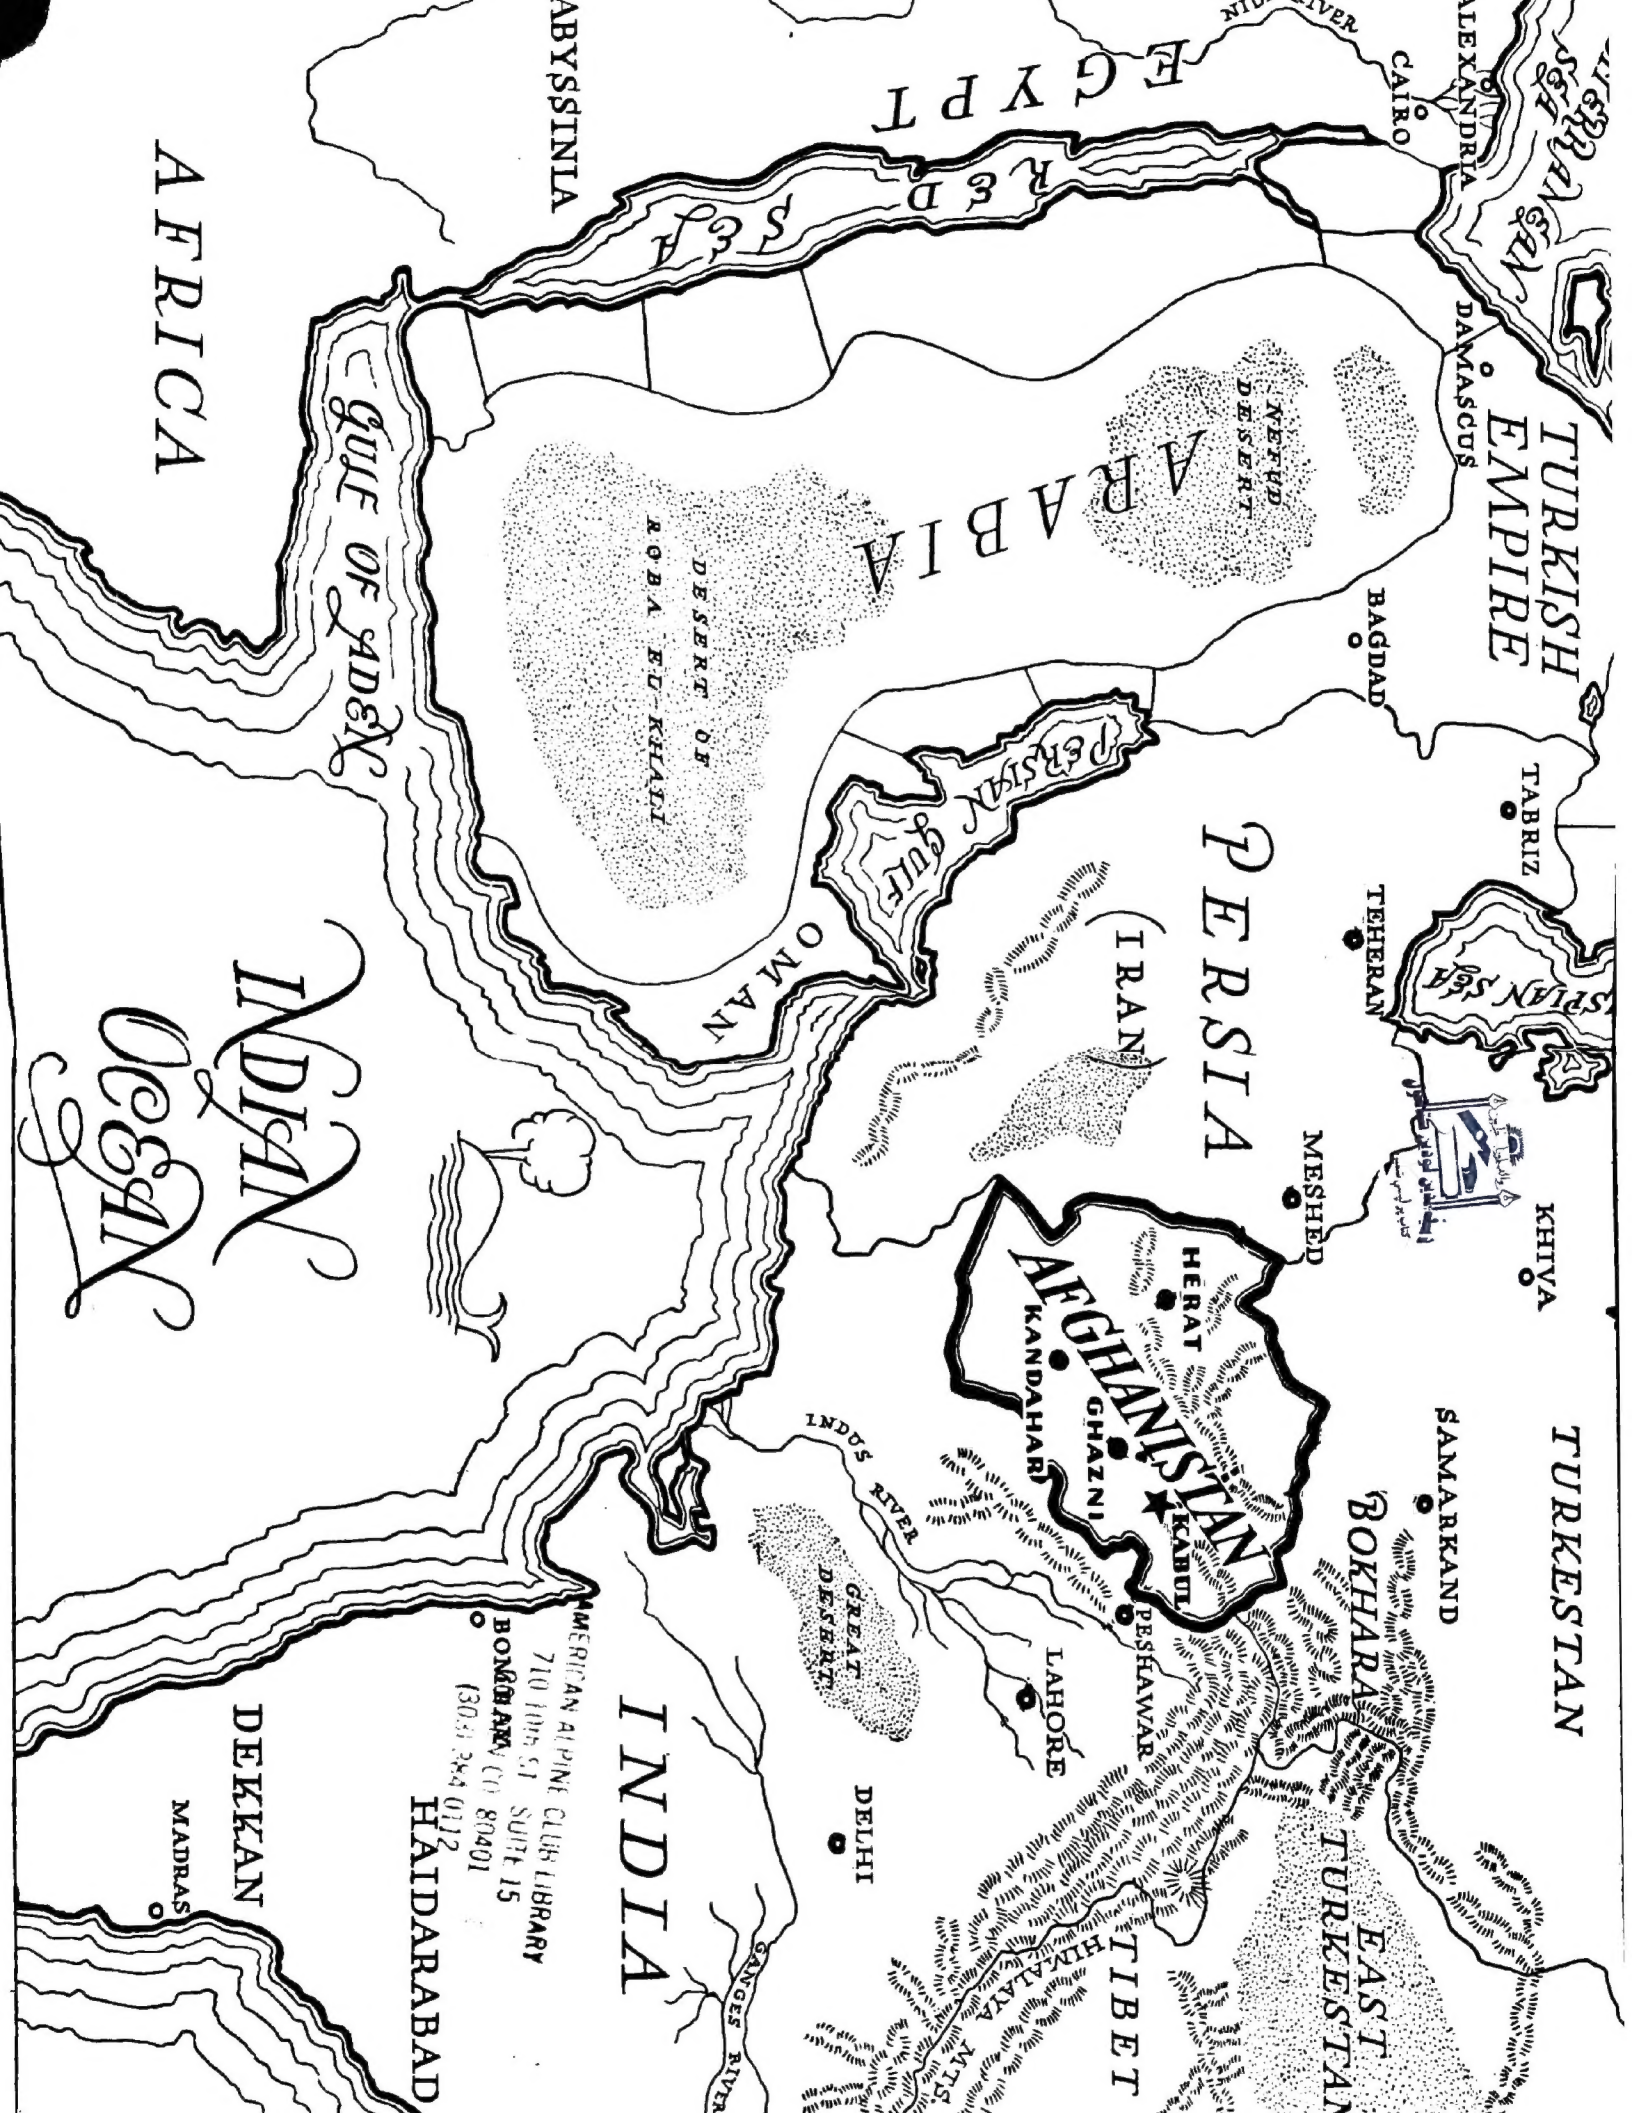 MEDITERRANEAN SEA
ALEXANDRIA
CAIRO
NILE RIVER
EGYPT
RED SEA
ABYSSINIA
AFRICA
GULF OF ADEN
TURKISH
EMPIRE
DAMASCUS
NEFUD
DESERT
ARABIA
DESERT OF
ROBA EL KHALI
BAGDAD
TABRIZ
TEHERAN
CASPIAN SEA
PERSIA
(IRAN)
PERSIAN GULF
OMAN
INDIAN
OCEAN
KHIVA
MESHED
TURKESTAN
SAMARKAND
BOKHARA
AFGHANISTAN
HERAT
KANDAHAR
GHAZNI
KABUL
PESHAWAR
LAHORE
INDUS RIVER
GREAT
DESERT
DELHI
EAST
TURKESTAN
TIBET
HIMALAYA MTS.
GANGES RIVER
INDIA
BOMBAY
AMERICAN ALPINE CLUB LIBRARY
710 10th ST SUITE 15
CO 80401
(303) 384 0112
HAIDARABAD
DEKKAN
MADRAS